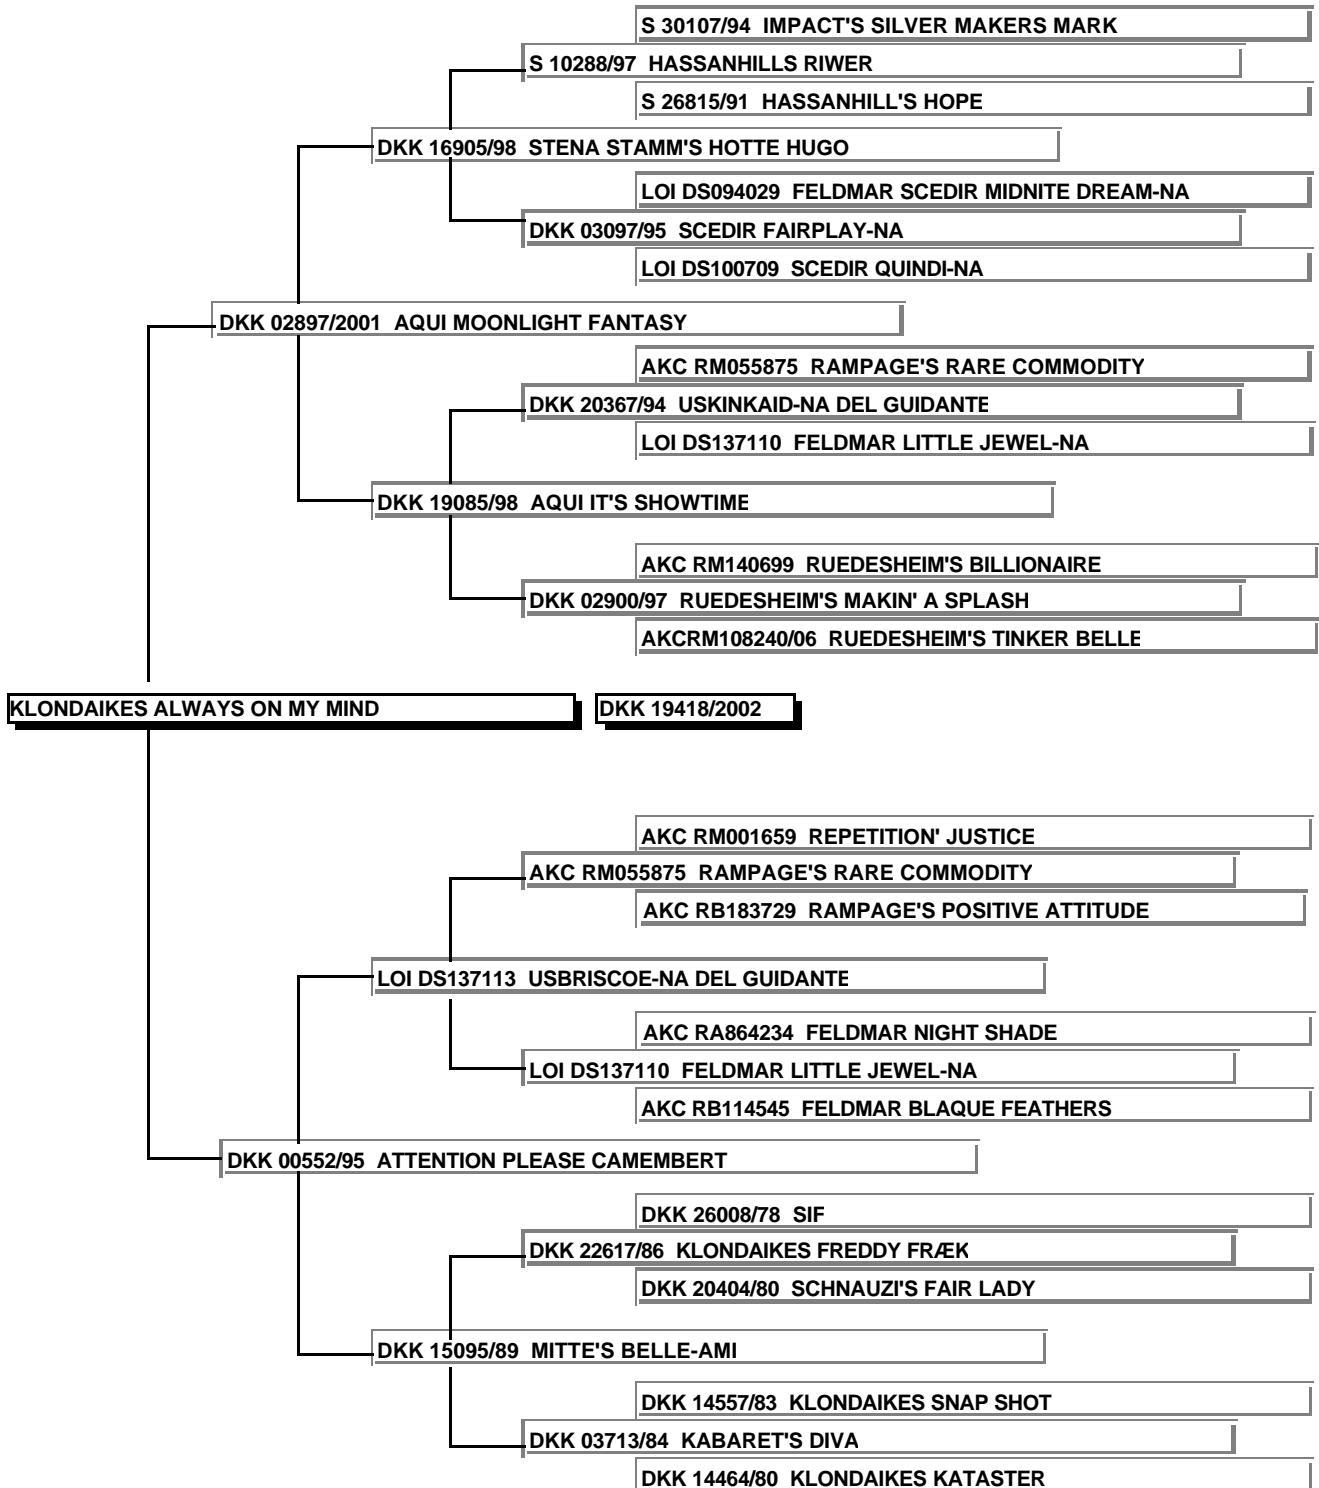 S 30107/94 IMPACT'S SILVER MAKERS MARK
S 10288/97 HASSANHILLS RIWER
S 26815/91 HASSANHILL'S HOPE
DKK 16905/98 STENA STAMM'S HOTTE HUGO
LOI DS094029 FELDMAR SCEDIR MIDNITE DREAM-NA
DKK 03097/95 SCEDIR FAIRPLAY-NA
LOI DS100709 SCEDIR QUINDI-NA
DKK 02897/2001 AQUI MOONLIGHT FANTASY
AKC RM055875 RAMPAGE'S RARE COMMODITY
DKK 20367/94 USKINKAID-NA DEL GUIDANTE
LOI DS137110 FELDMAR LITTLE JEWEL-NA
DKK 19085/98 AQUI IT'S SHOWTIME
AKC RM140699 RUEDESHEIM'S BILLIONAIRE
DKK 02900/97 RUEDESHEIM'S MAKIN' A SPLASH
AKCRM108240/06 RUEDESHEIM'S TINKER BELLE
KLONDAIKES ALWAYS ON MY MIND DKK 19418/2002
AKC RM001659 REPETITION' JUSTICE
AKC RM055875 RAMPAGE'S RARE COMMODITY
AKC RB183729 RAMPAGE'S POSITIVE ATTITUDE
LOI DS137113 USBRISCOE-NA DEL GUIDANTE
AKC RA864234 FELDMAR NIGHT SHADE
LOI DS137110 FELDMAR LITTLE JEWEL-NA
AKC RB114545 FELDMAR BLAQUE FEATHERS
DKK 00552/95 ATTENTION PLEASE CAMEMBERT
DKK 26008/78 SIF
DKK 22617/86 KLONDAIKES FREDDY FRÆK
DKK 20404/80 SCHNAUZI'S FAIR LADY
DKK 15095/89 MITTE'S BELLE-AMI
DKK 14557/83 KLONDAIKES SNAP SHOT
DKK 03713/84 KABARET'S DIVA
DKK 14464/80 KLONDAIKES KATASTER